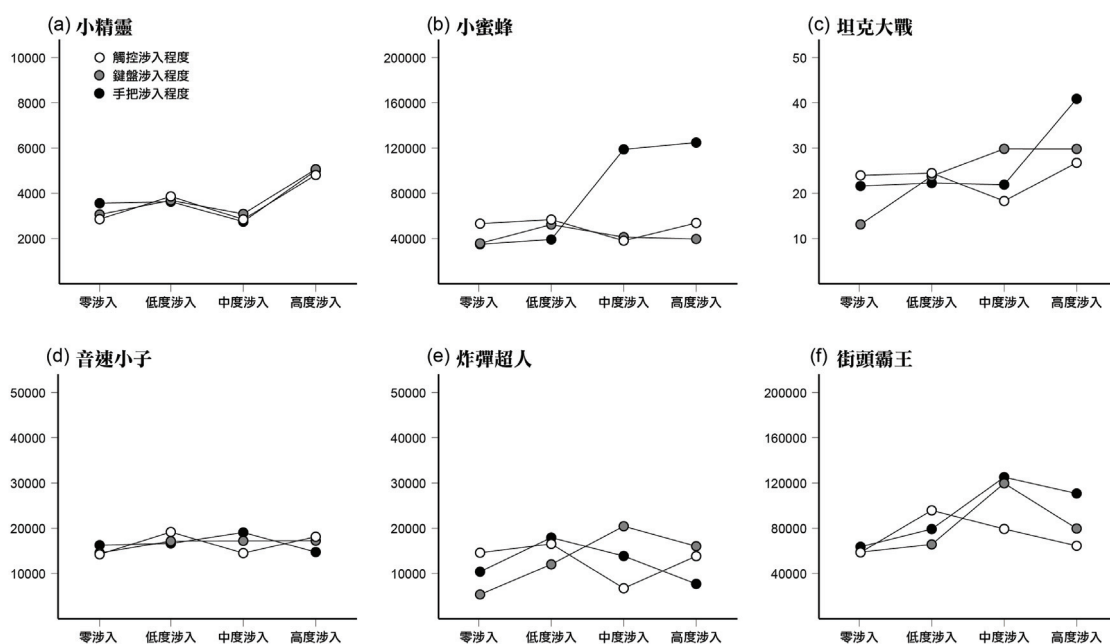 (a) 小精靈
10000
8000
6000
4000
2000
觸控涉入程度
鍵盤涉入程度
手把涉入程度
零涉入 低度涉入 中度涉入 高度涉入
(b) 小蜜蜂
200000
160000
120000
80000
40000
零涉入 低度涉入 中度涉入 高度涉入
(c) 坦克大戰
50
40
30
20
10
零涉入 低度涉入 中度涉入 高度涉入
(d) 音速小子
50000
40000
30000
20000
10000
零涉入 低度涉入 中度涉入 高度涉入
(e) 炸彈超人
50000
40000
30000
20000
10000
零涉入 低度涉入 中度涉入 高度涉入
(f) 街頭霸王
200000
160000
120000
80000
40000
零涉入 低度涉入 中度涉入 高度涉入